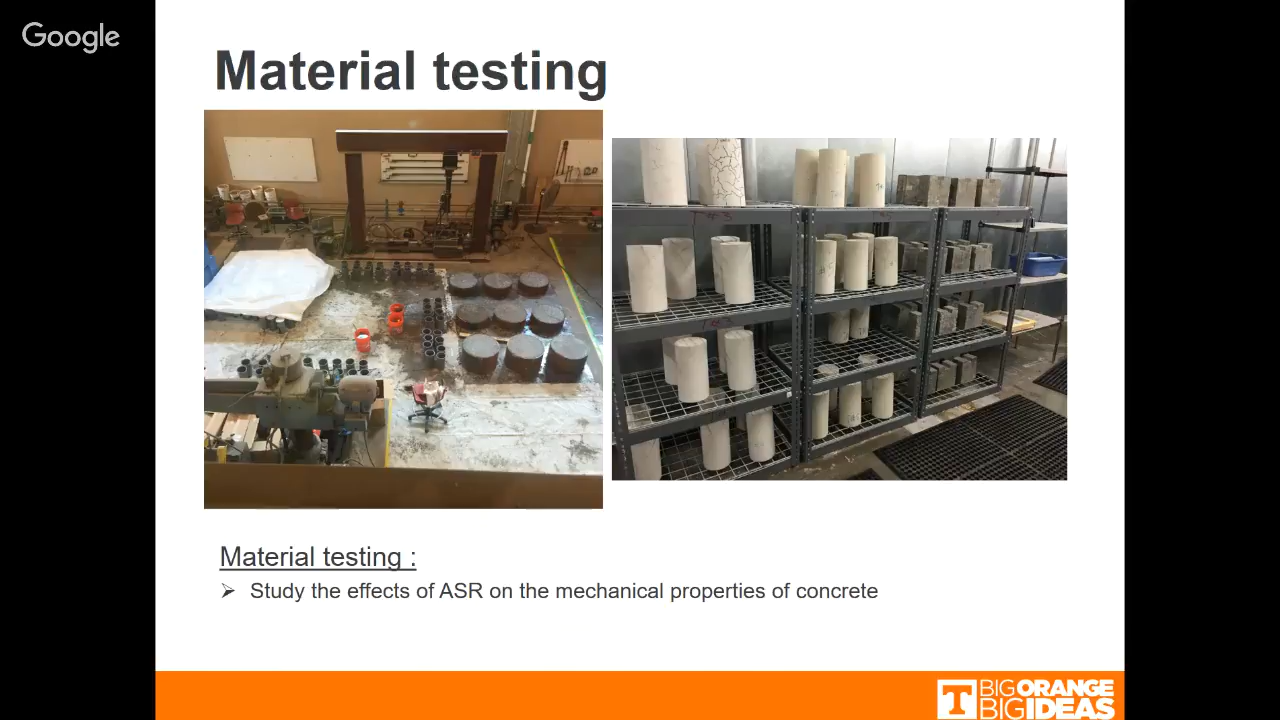 Google
Material testing
Material testing :
➢ Study the effects of ASR on the mechanical properties of concrete
T
BIG ORANGE
BIG IDEAS